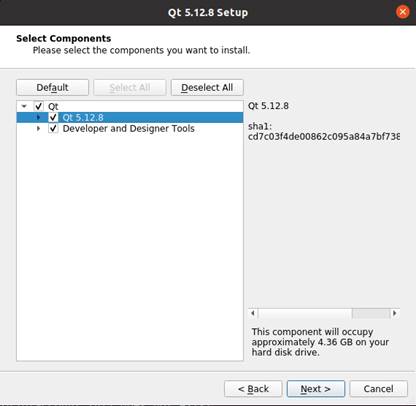 Qt 5.12.8 Setup
Select Components
Please select the components you want to install.
Default
Select All
Deselect All
Qt
Qt 5.12.8
Developer and Designer Tools
Qt 5.12.8
sha1:
cd7c03f4de00862c095a84a7bf738
This component will occupy
approximately 4.36 GB on your
hard disk drive.
< Back
Next >
Cancel